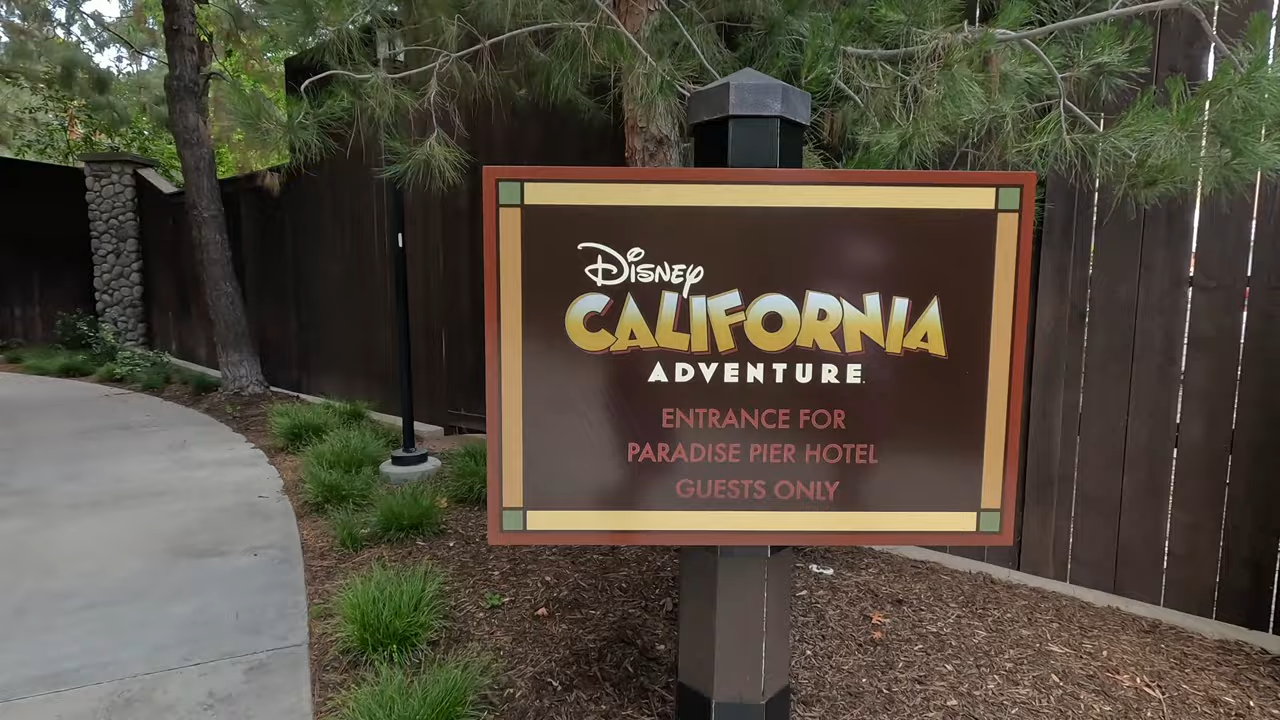 Disney
CALIFORNIA
ADVENTURE
ENTRANCE FOR
PARADISE PIER HOTEL
GUESTS ONLY